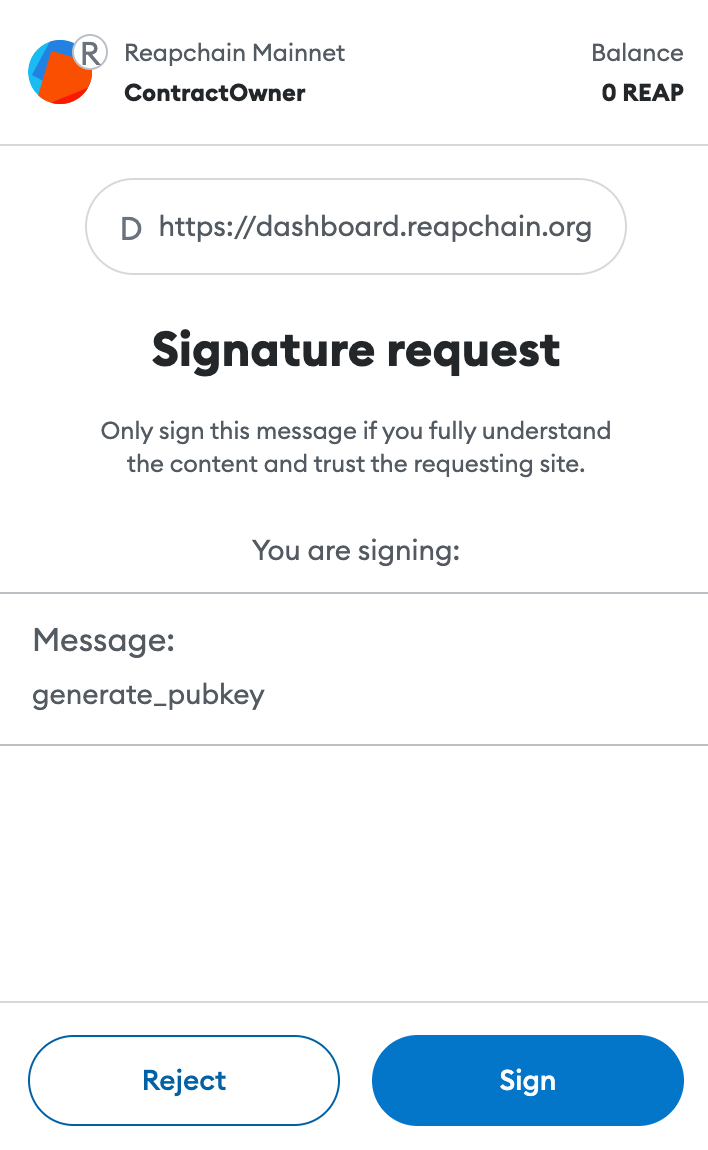 R
Reapchain Mainnet
Balance
ContractOwner
0 REAP
D https://dashboard.reapchain.org
Signature request
Only sign this message if you fully understand
the content and trust the requesting site.
You are signing:
Message:
generate_pubkey
Reject
Sign